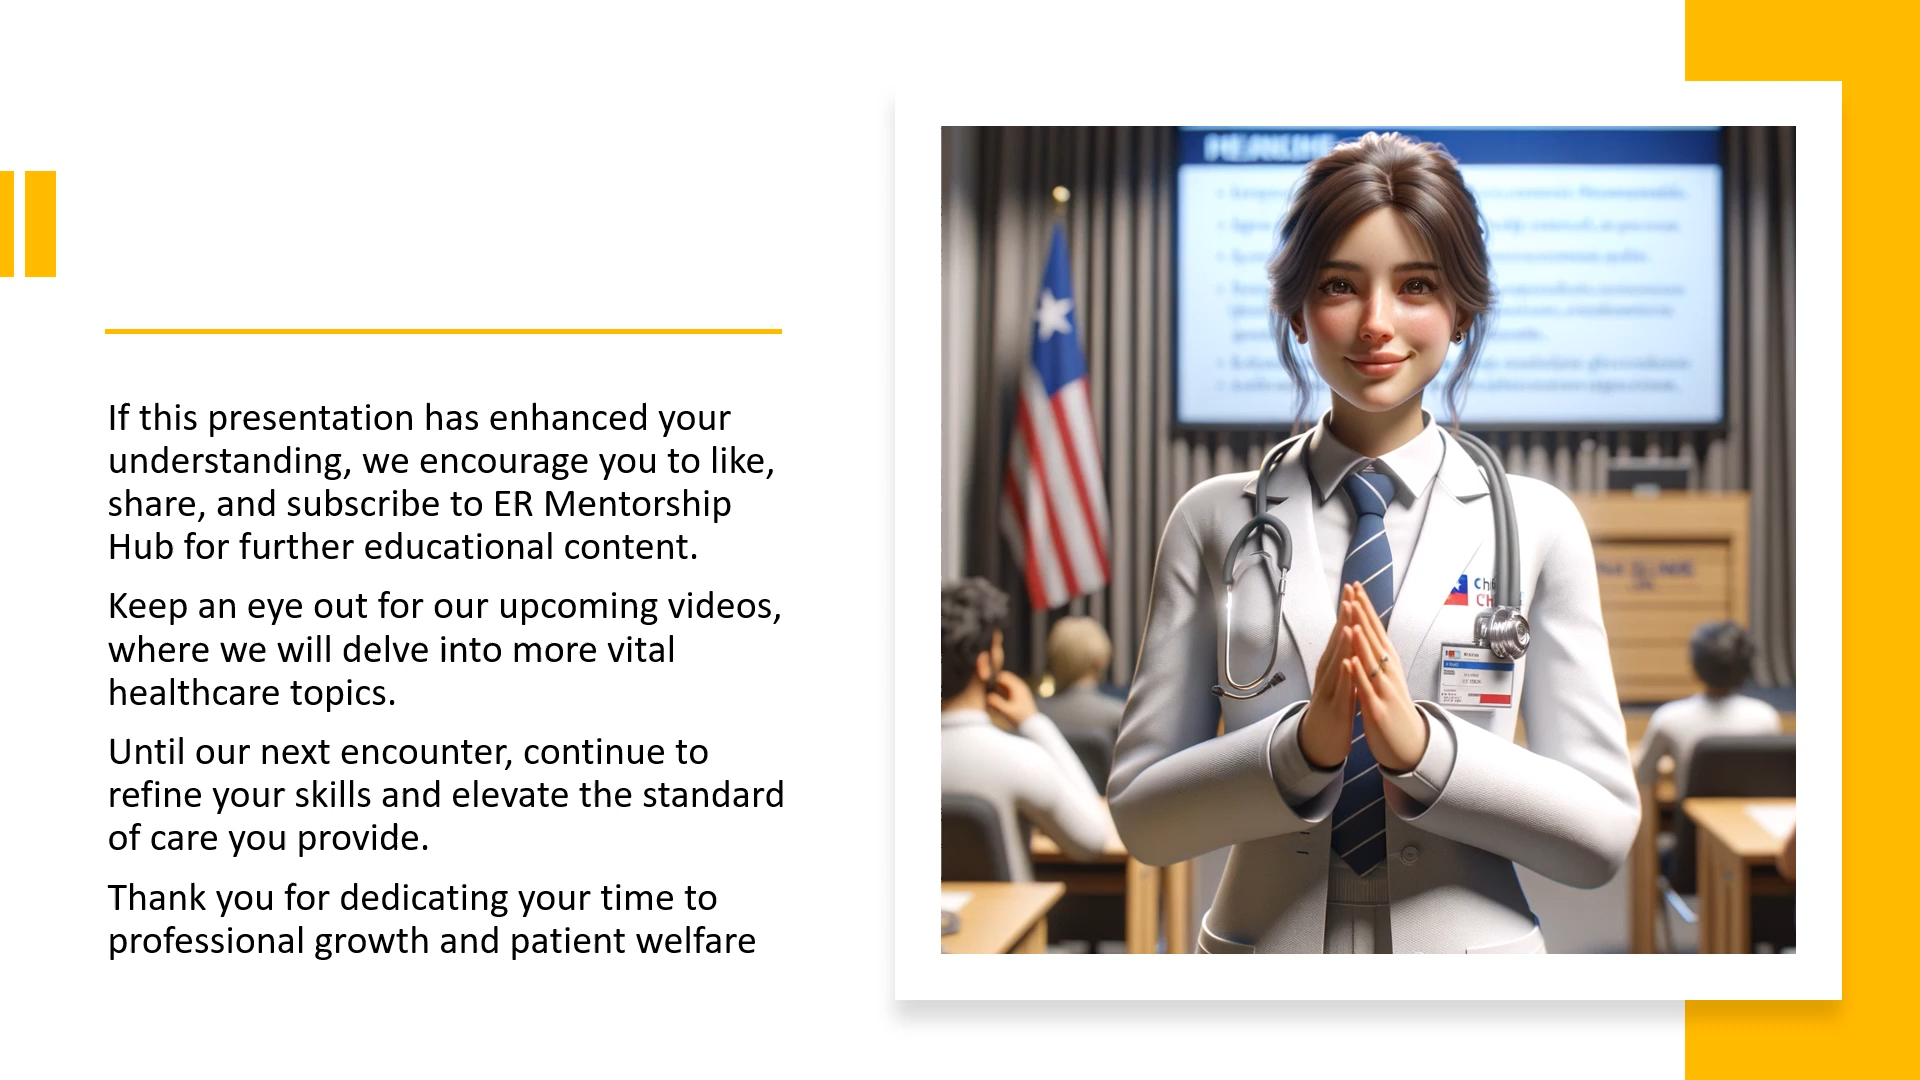 If this presentation has enhanced your
understanding, we encourage you to like,
share, and subscribe to ER Mentorship
Hub for further educational content.
Keep an eye out for our upcoming videos,
where we will delve into more vital
healthcare topics.
Until our next encounter, continue to
refine your skills and elevate the standard
of care you provide.
Thank you for dedicating your time to
professional growth and patient welfare